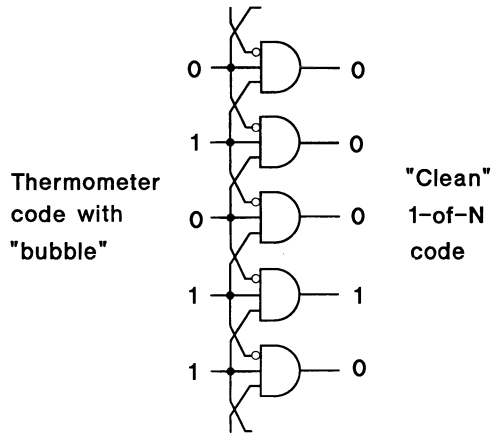 0 0
1 0
Thermometer
code with
"bubble"
0 0
"Clean"
1-of-N
code
1 1
1 0